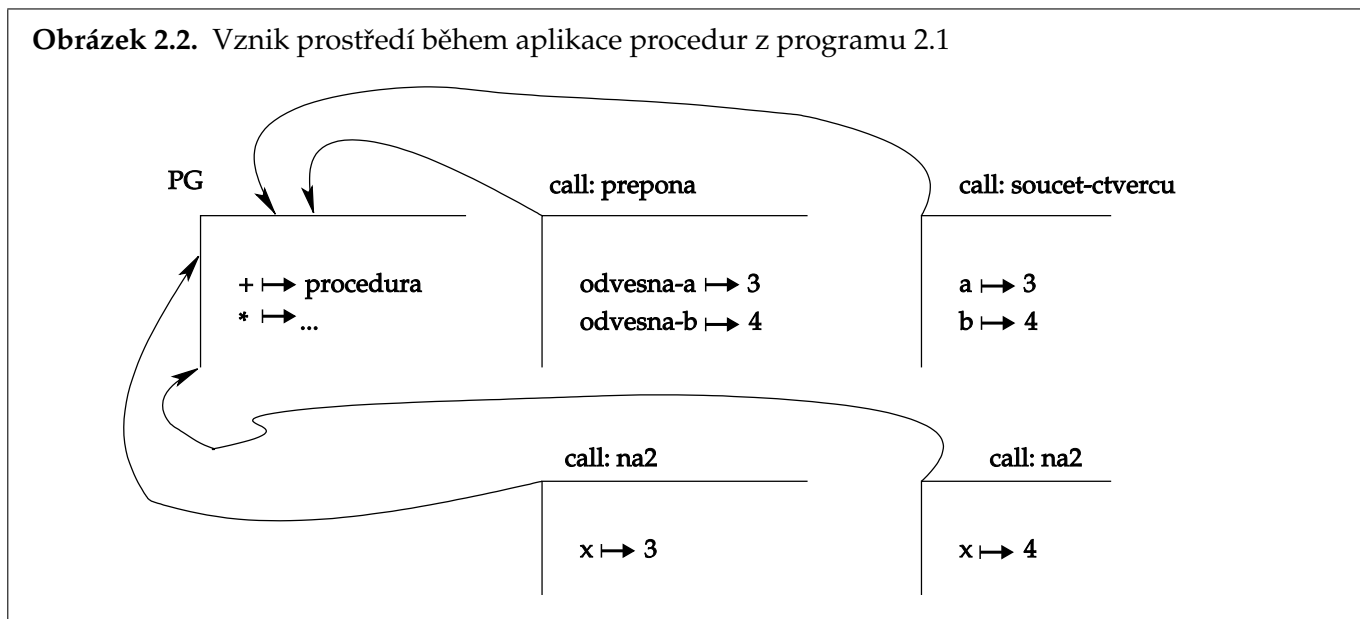 Obrázek 2.2. Vznik prostředí během aplikace procedur z programu 2.1
PG
call: prepona
call: soucet-ctvercu
+ ⟼ procedura
* ⟼ ...
odvesna-a ⟼ 3
odvesna-b ⟼ 4
a ⟼ 3
b ⟼ 4
call: na2
call: na2
x ⟼ 3
x ⟼ 4